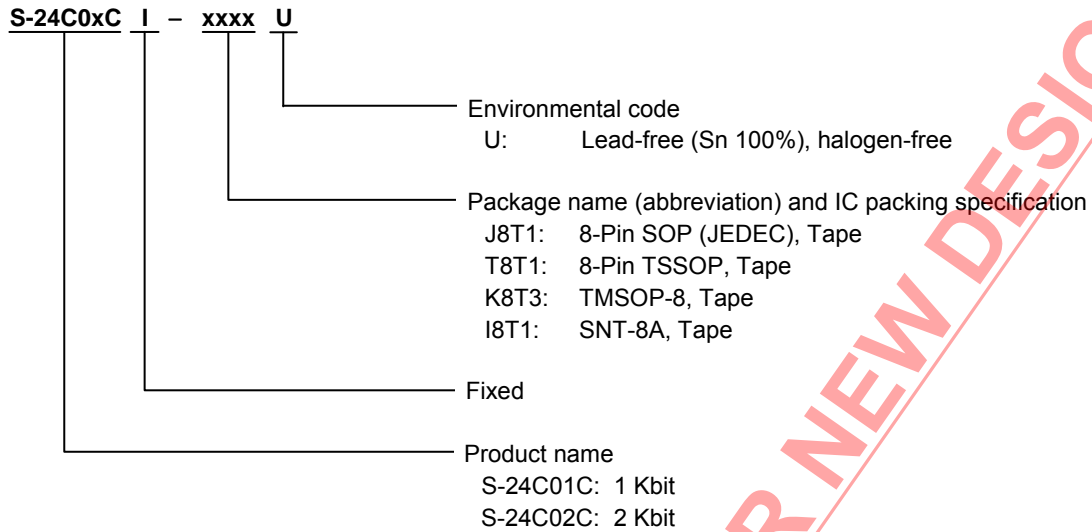 S-24C0xC I – xxxx U
Environmental code
U: Lead-free (Sn 100%), halogen-free
Package name (abbreviation) and IC packing specification
J8T1: 8-Pin SOP (JEDEC), Tape
T8T1: 8-Pin TSSOP, Tape
K8T3: TMSOP-8, Tape
I8T1: SNT-8A, Tape
Fixed
Product name
S-24C01C: 1 Kbit
S-24C02C: 2 Kbit
R NEW DESIG